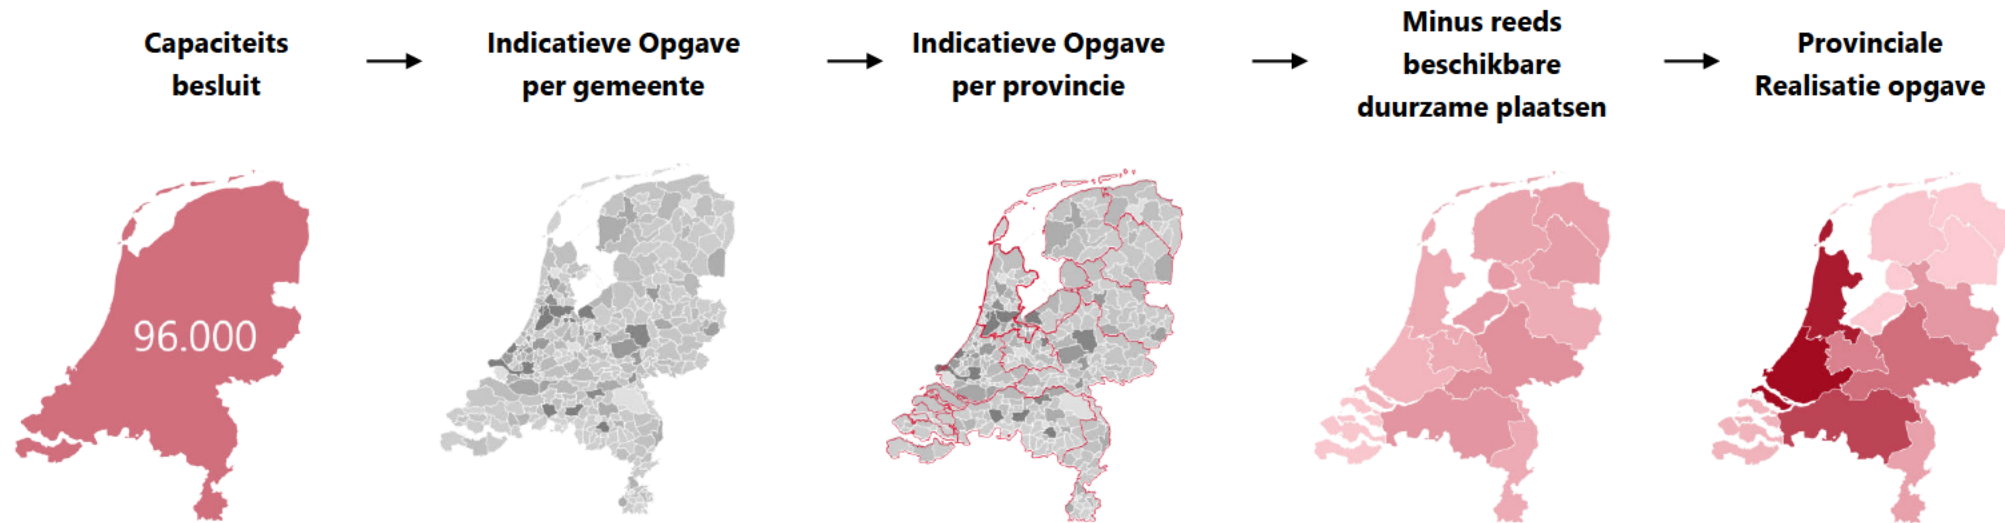 Capaciteits
besluit
Indicatieve Opgave
per gemeente
Indicatieve Opgave
per provincie
Minus reeds
beschikbare
duurzame plaatsen
Provinciale
Realisatie opgave
96.000